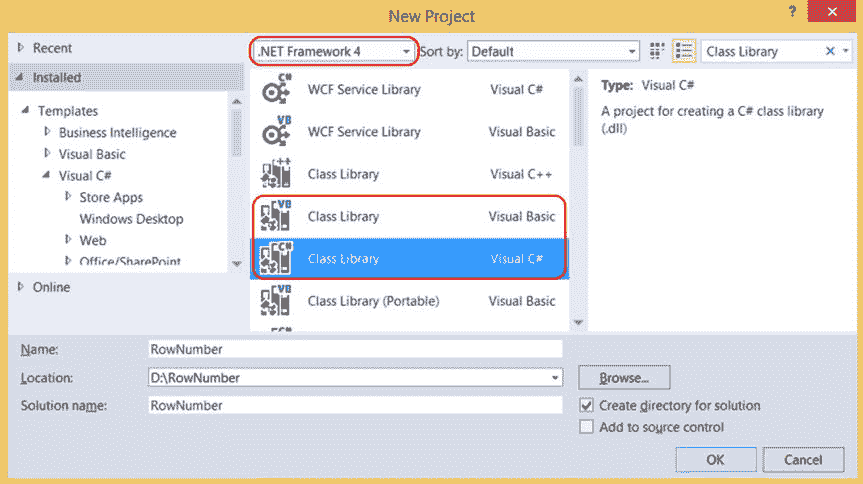 New Project
?
Recent
Installed
Templates
Business Intelligence
Visual Basic
Visual C#
Store Apps
Windows Desktop
Web
Office/SharePoint
Online
.NET Framework 4
Sort by: Default
Class Library
C#
WCF Service Library Visual C#
VB
WCF Service Library Visual Basic
++
Class Library Visual C++
VB
Class Library Visual Basic
C#
Class Library Visual C#
VB
Class Library (Portable) Visual Basic
C#
Type: Visual C#
A project for creating a C# class library
(.dll)
Name: RowNumber
Location: D:\RowNumber
Browse...
Solution name: RowNumber
Create directory for solution
Add to source control
OK Cancel